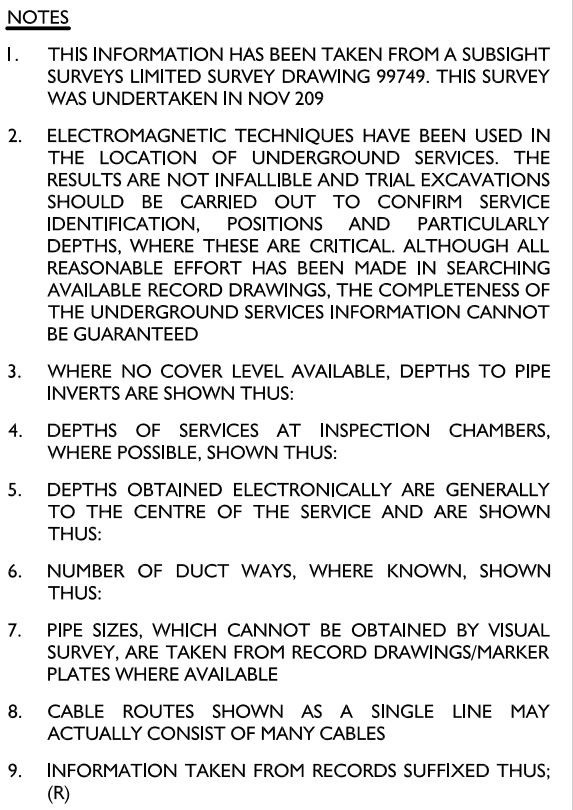 NOTES
1. THIS INFORMATION HAS BEEN TAKEN FROM A SUBSIGHT
SURVEYS LIMITED SURVEY DRAWING 99749. THIS SURVEY
WAS UNDERTAKEN IN NOV 209
2. ELECTROMAGNETIC TECHNIQUES HAVE BEEN USED IN
THE LOCATION OF UNDERGROUND SERVICES. THE
RESULTS ARE NOT INFALLIBLE AND TRIAL EXCAVATIONS
SHOULD BE CARRIED OUT TO CONFIRM SERVICE
IDENTIFICATION, POSITIONS AND PARTICULARLY
DEPTHS, WHERE THESE ARE CRITICAL. ALTHOUGH ALL
REASONABLE EFFORT HAS BEEN MADE IN SEARCHING
AVAILABLE RECORD DRAWINGS, THE COMPLETENESS OF
THE UNDERGROUND SERVICES INFORMATION CANNOT
BE GUARANTEED
3. WHERE NO COVER LEVEL AVAILABLE, DEPTHS TO PIPE
INVERTS ARE SHOWN THUS:
4. DEPTHS OF SERVICES AT INSPECTION CHAMBERS,
WHERE POSSIBLE, SHOWN THUS:
5. DEPTHS OBTAINED ELECTRONICALLY ARE GENERALLY
TO THE CENTRE OF THE SERVICE AND ARE SHOWN
THUS:
6. NUMBER OF DUCT WAYS, WHERE KNOWN, SHOWN
THUS:
7. PIPE SIZES, WHICH CANNOT BE OBTAINED BY VISUAL
SURVEY, ARE TAKEN FROM RECORD DRAWINGS/MARKER
PLATES WHERE AVAILABLE
8. CABLE ROUTES SHOWN AS A SINGLE LINE MAY
ACTUALLY CONSIST OF MANY CABLES
9. INFORMATION TAKEN FROM RECORDS SUFFIXED THUS;
(R)